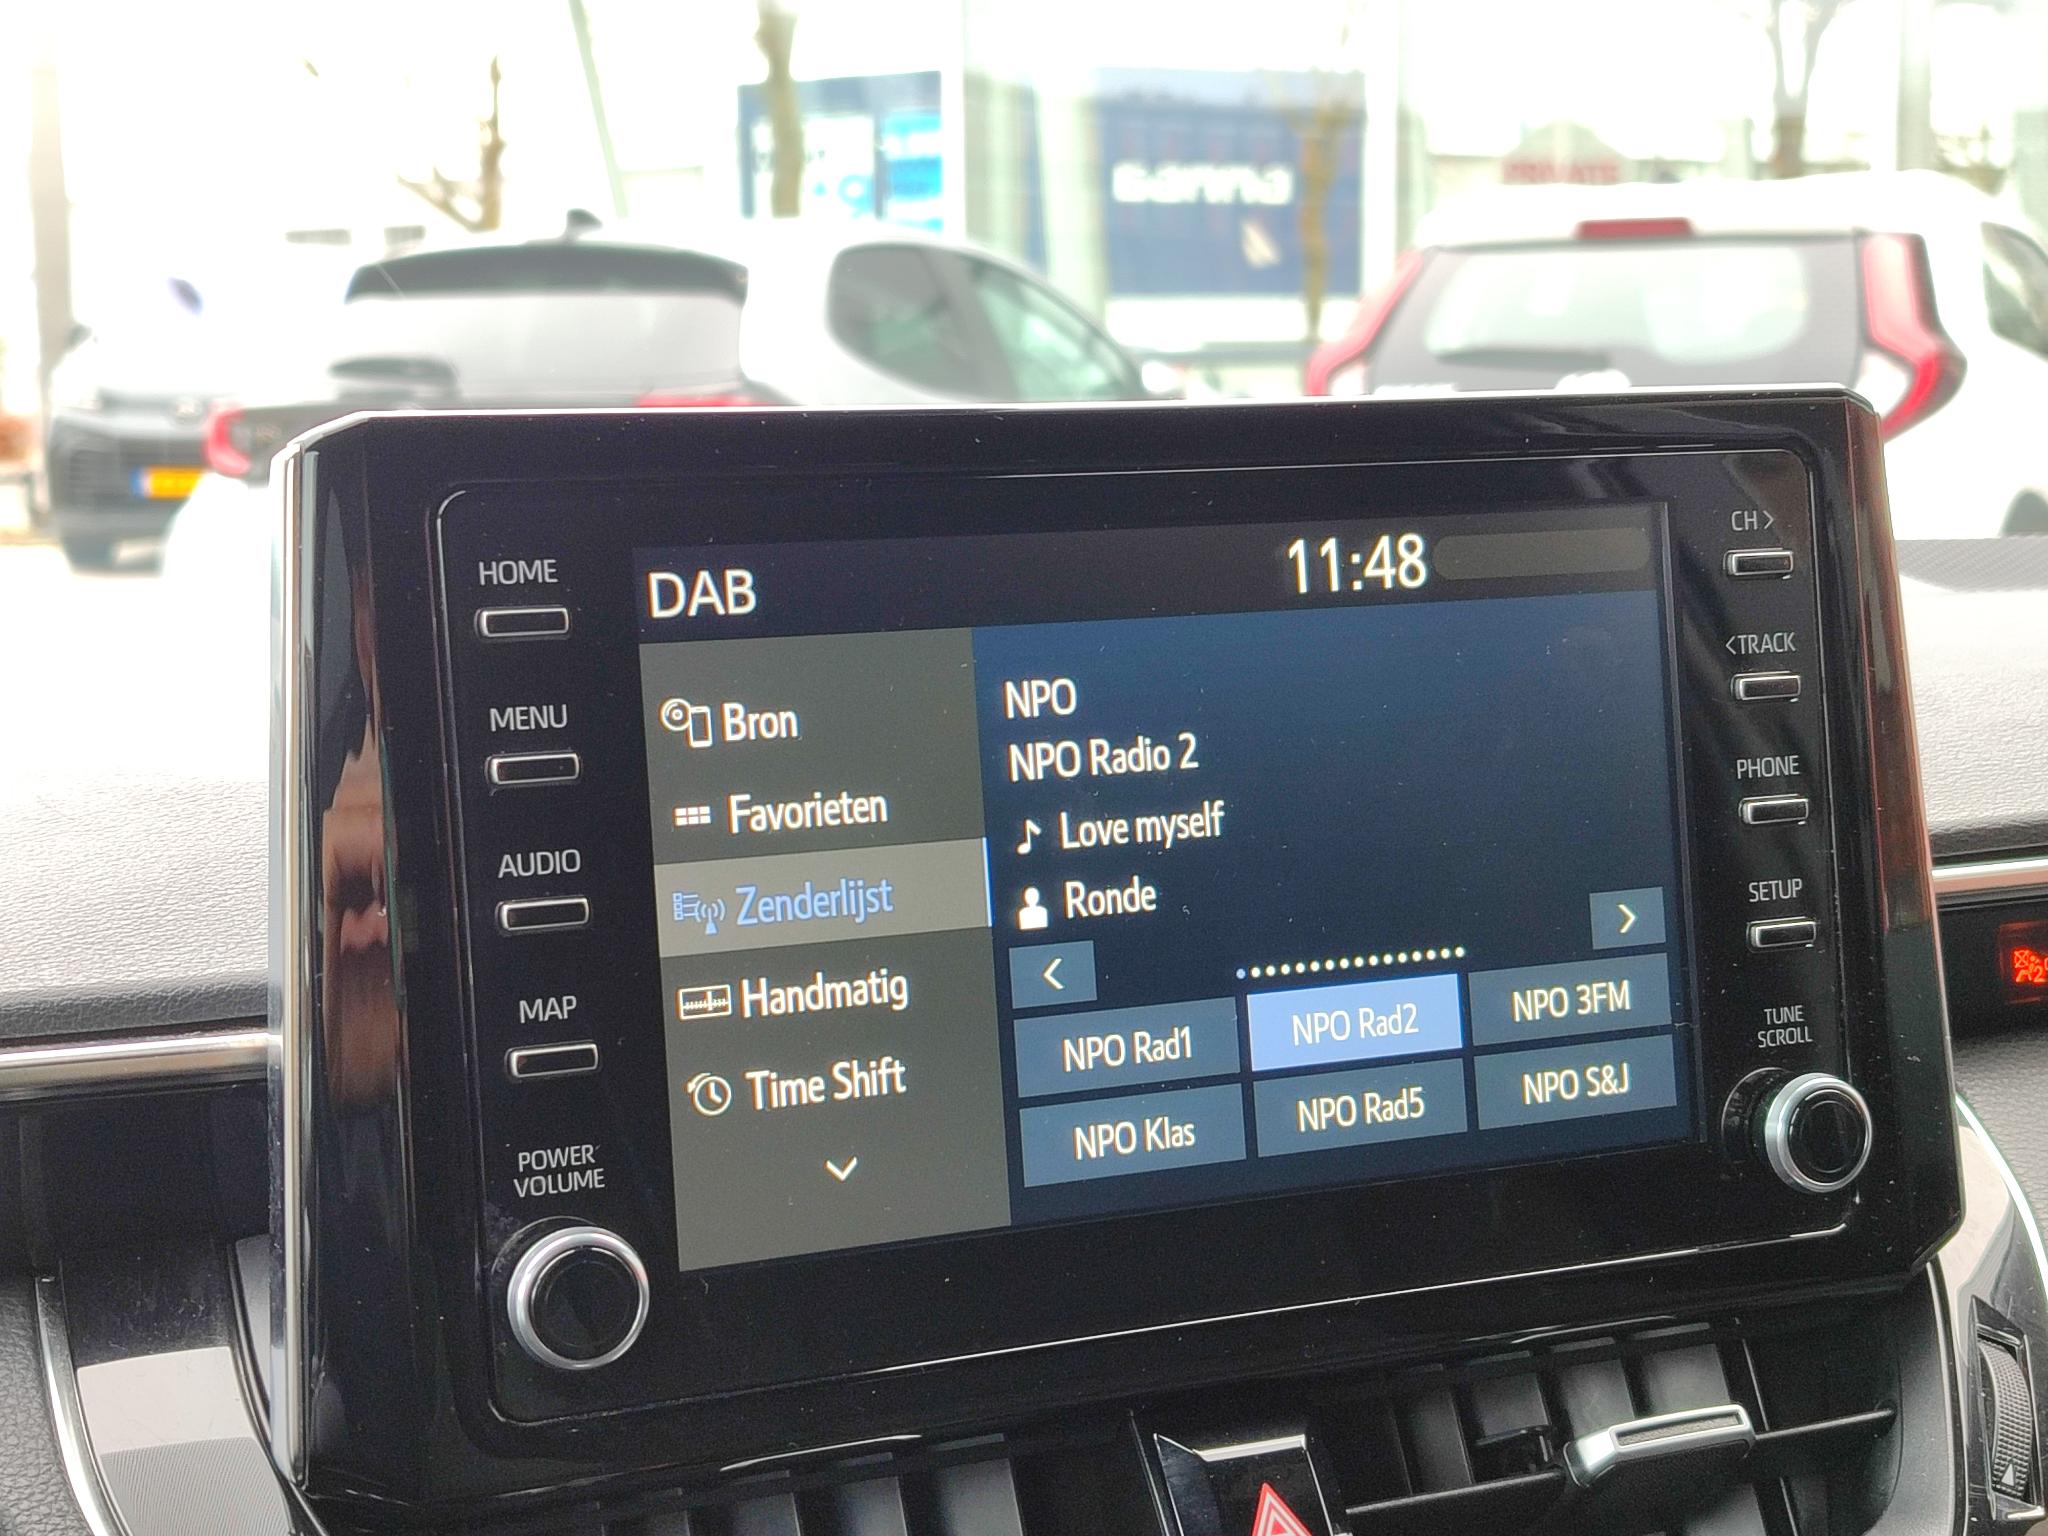 PRIVATE
HOME
MENU
AUDIO
MAP
POWER
VOLUME
DAB
11:48
Bron
Favorieten
Zenderlijst
Handmatig
Time Shift
NPO
NPO Radio 2
Love myself
Ronde
<
>
NPO Rad1
NPO Rad2
NPO 3FM
NPO Klas
NPO Rad5
NPO S&J
CH>
<TRACK
PHONE
SETUP
TUNE
SCROLL